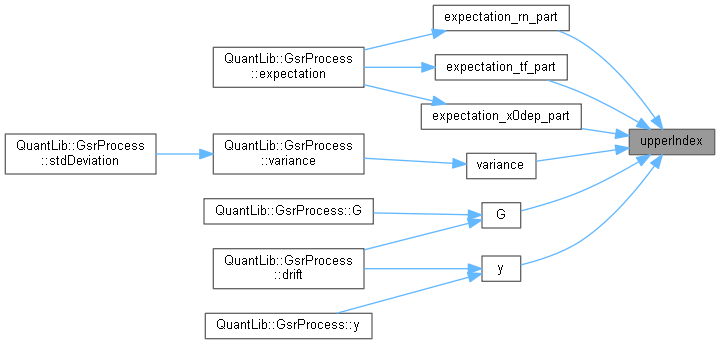 expectation_rn_part
QuantLib::GsrProcess
::expectation
expectation_tf_part
expectation_x0dep_part
upperIndex
QuantLib::GsrProcess
::stdDeviation
QuantLib::GsrProcess
::variance
variance
QuantLib::GsrProcess::G
G
QuantLib::GsrProcess
::drift
y
QuantLib::GsrProcess::y